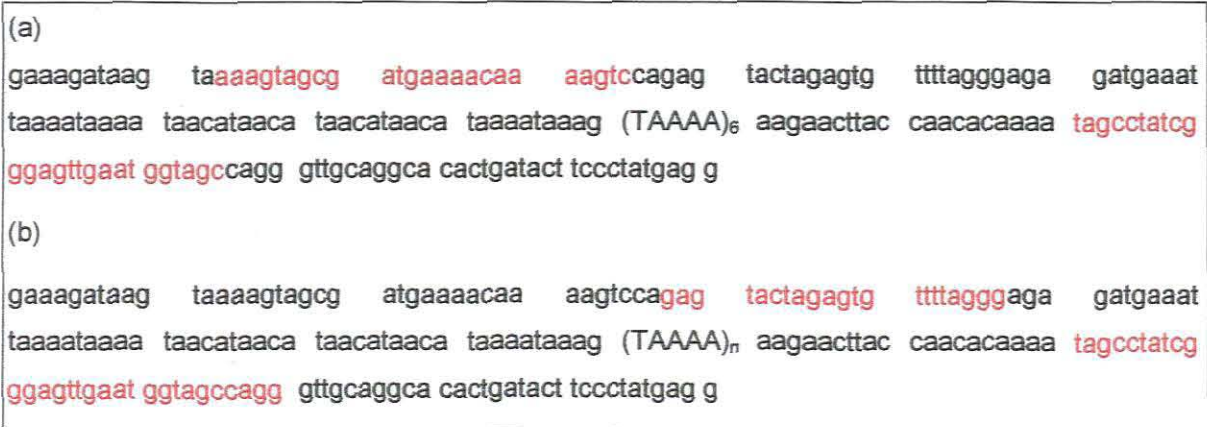 (a)
gaaagataag taaaagtagcg atgaaaacaa aagtccagag tactagagtg ttttagggaga gatgaaat
taaaataaaa taacataaca taacataaca taaaataaag (TAAAA)₆ aagaacttac caacacaaaa tagcctatcg
ggagttgaat ggtagccagg gttgcaggca cactgatact tccctatgag g
(b)
gaaagataag taaaagtagcg atgaaaacaa aagtccagag tactagagtg ttttagggaga gatgaaat
taaaataaaa taacataaca taacataaca taaaataaag (TAAAA)ₙ aagaacttac caacacaaaa tagcctatcg
ggagttgaat ggtagccagg gttgcaggca cactgatact tccctatgag g